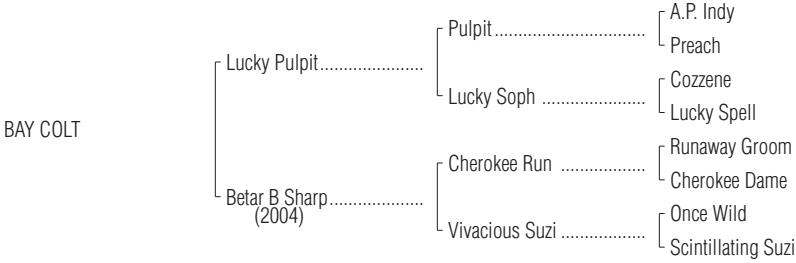 A.P. Indy
Pulpit
Preach
Lucky Pulpit
Cozzene
Lucky Soph
Lucky Spell
BAY COLT
Runaway Groom
Cherokee Run
Cherokee Dame
Betar B Sharp
(2004)
Once Wild
Vivacious Suzi
Scintillating Suzi